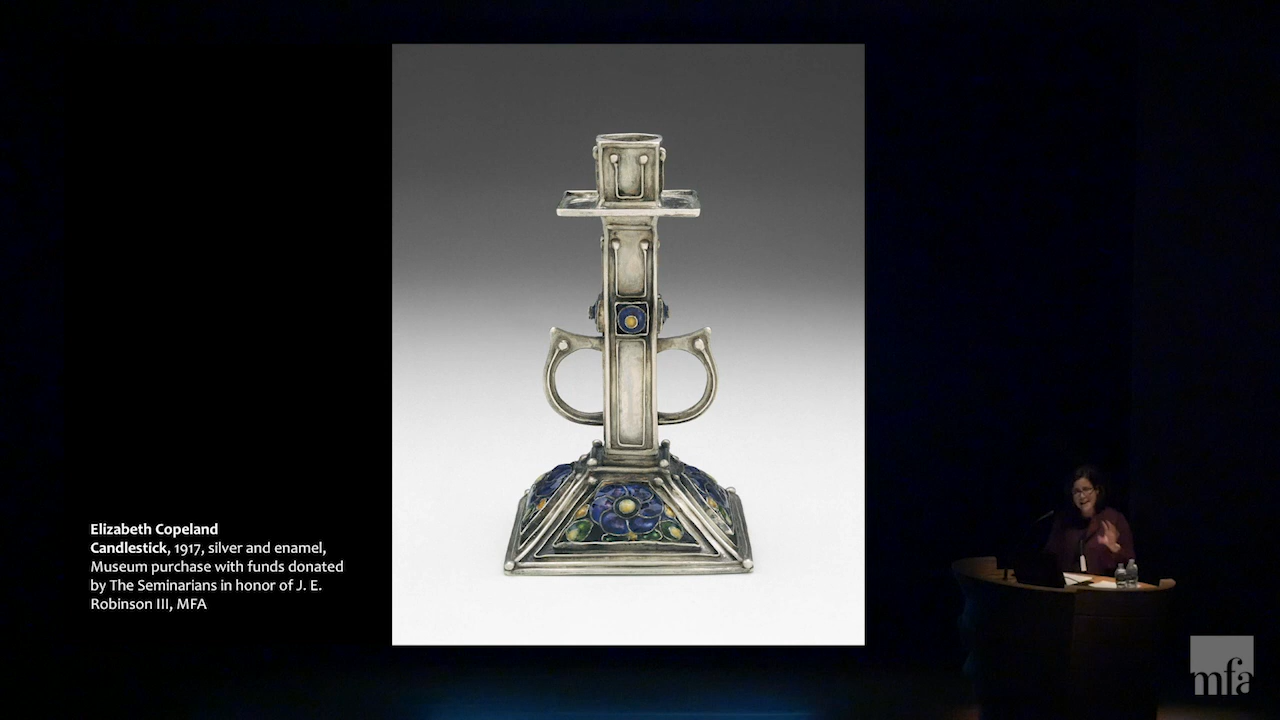 Elizabeth Copeland
Candlestick, 1917, silver and enamel,
Museum purchase with funds donated
by The Seminarians in honor of J. E.
Robinson III, MFA
mfa